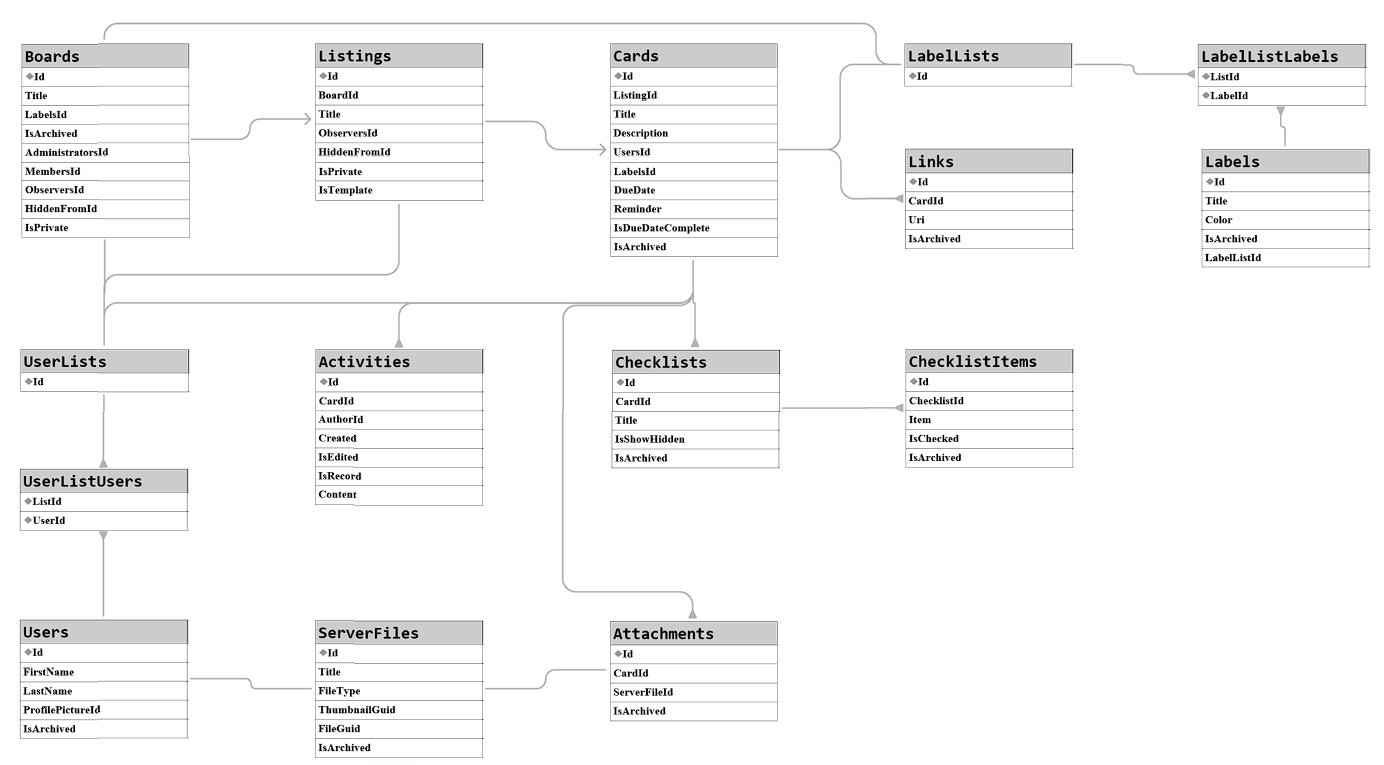 Boards
Id
Title
LabelsId
IsArchived
AdministratorsId
MembersId
ObserversId
HiddenFromId
IsPrivate
Listings
Id
BoardId
Title
ObserversId
HiddenFromId
IsPrivate
IsTemplate
Cards
Id
ListingId
Title
Description
UsersId
LabelsId
DueDate
Reminder
IsDueDateComplete
IsArchived
LabelLists
Id
LabelListLabels
ListId
LabelId
Links
Id
CardId
Uri
IsArchived
Labels
Id
Title
Color
IsArchived
LabelListId
UserLists
Id
Activities
Id
CardId
AuthorId
Created
IsEdited
IsRecord
Content
Checklists
Id
CardId
Title
IsShowHidden
IsArchived
ChecklistItems
Id
ChecklistId
Item
IsChecked
IsArchived
UserListUsers
ListId
UserId
Users
Id
FirstName
LastName
ProfilePictureId
IsArchived
ServerFiles
Id
Title
FileType
ThumbnailGuid
FileGuid
IsArchived
Attachments
Id
CardId
ServerFileId
IsArchived